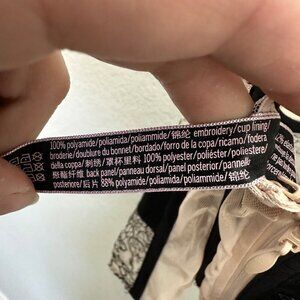 100% polyamide/poliamida/poliammide/锦纶 embroidery/cup lining/
broderie/doublure du bonnet/bordado/forro de la copa/ricamo/fodera
della coppa/刺绣/罩杯里料 100% polyester/poliéster/poliestere/
聚酯纤维 back panel/panneau dorsal/panel posterior/pannello
posteriore/后片 88% polyamide/poliamida/poliammide/锦纶